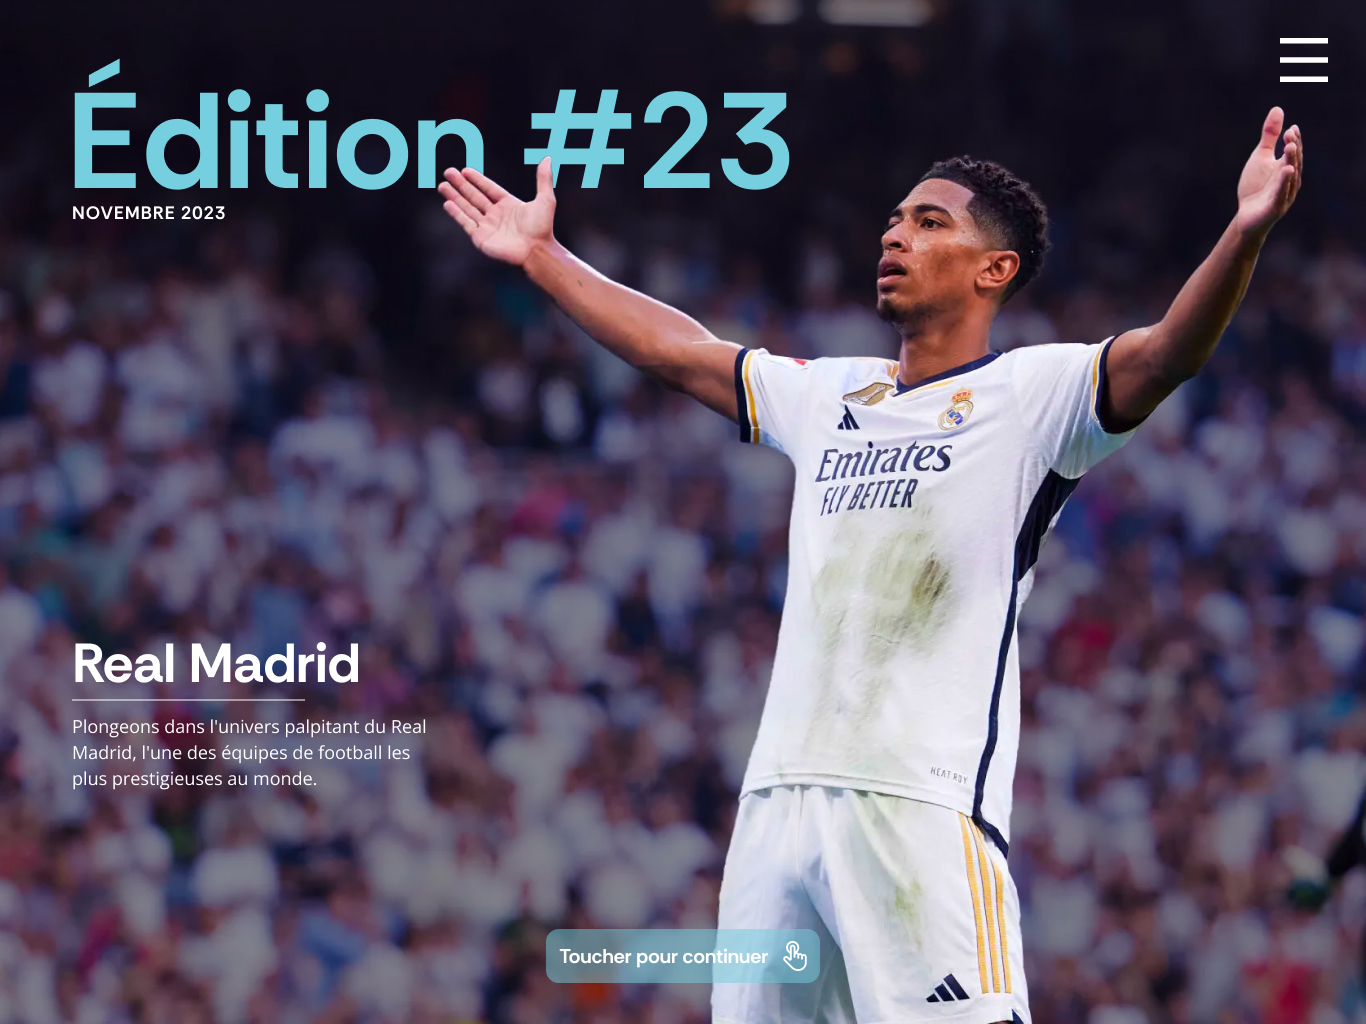 Édition #23
NOVEMBRE 2023
Emirates
FLY BETTER
Real Madrid
Plongeons dans l'univers palpitant du Real
Madrid, l'une des équipes de football les
plus prestigieuses au monde.
HEAT.RDY
Toucher pour continuer